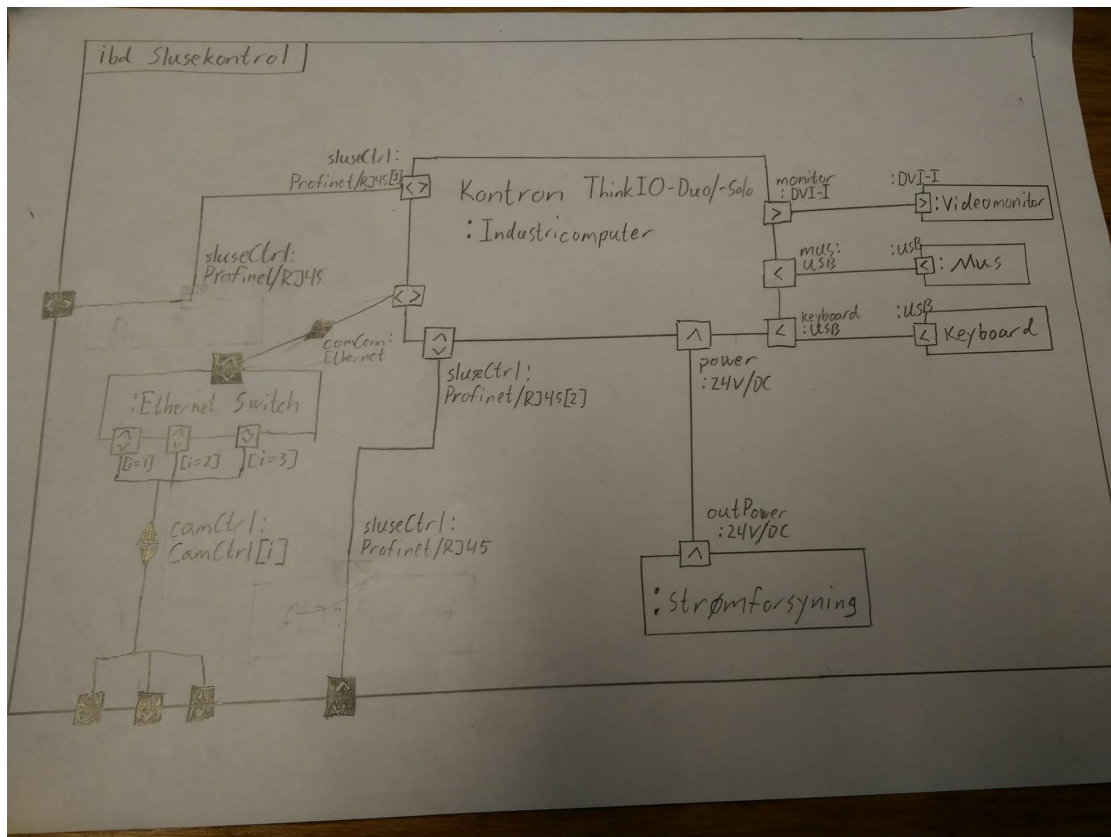 ibd Slusekontrol
sluseCtrl:
Profinet/RJ45[1]
Kontron ThinkIO-Duo/-Solo
:Industricomputer
monitor
:DVI-I
:DVI-I
:Videomonitor
mus:
USB
:USB
:Mus
keyboard
:USB
:USB
Keyboard
sluseCtrl:
Profinet/RJ45
comCom:
Ethernet
:Ethernet Switch
[i=1]
[i=2]
[i=3]
sluseCtrl:
Profinet/RJ45[2]
power
:24V/DC
camCtrl:
CamCtrl[i]
sluseCtrl:
Profinet/RJ45
outPower
:24V/DC
:Strømforsyning